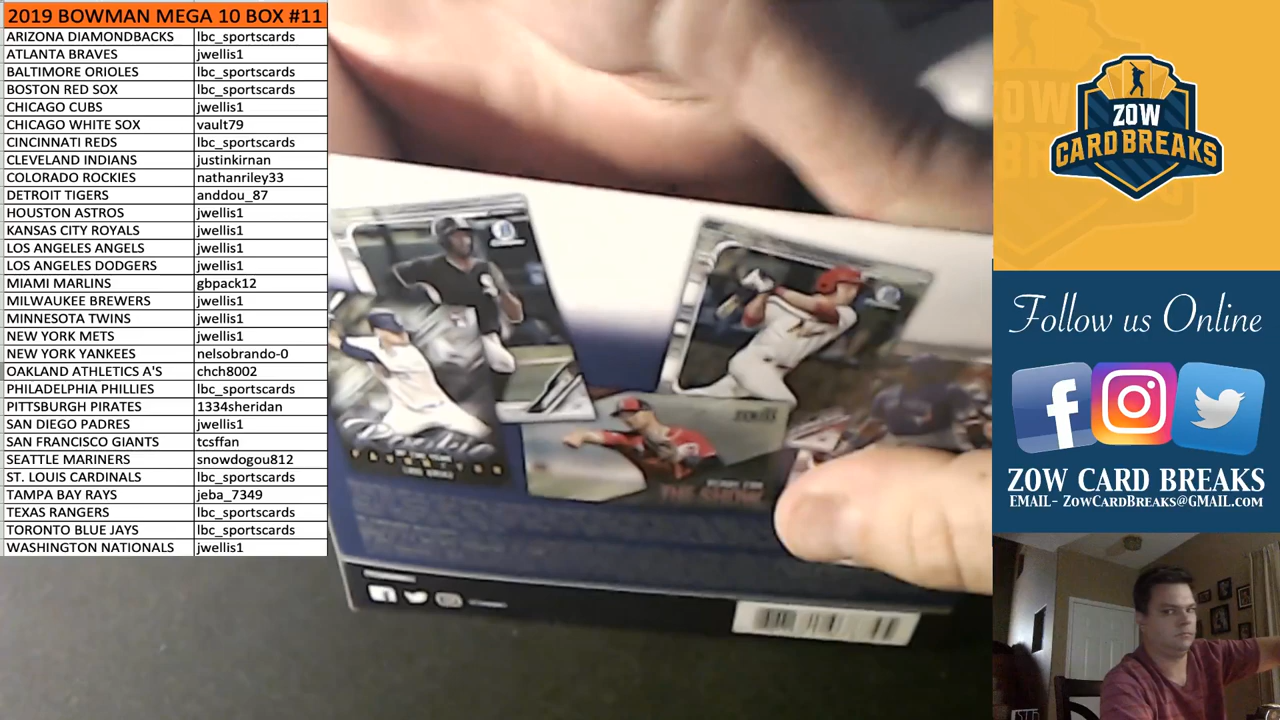 2019 BOWMAN MEGA 10 BOX #11
ARIZONA DIAMONDBACKS lbc_sportscards
ATLANTA BRAVES jwellis1
BALTIMORE ORIOLES lbc_sportscards
BOSTON RED SOX lbc_sportscards
CHICAGO CUBS jwellis1
CHICAGO WHITE SOX vault79
CINCINNATI REDS lbc_sportscards
CLEVELAND INDIANS justinkirnan
COLORADO ROCKIES nathanriley33
DETROIT TIGERS anddou_87
HOUSTON ASTROS jwellis1
KANSAS CITY ROYALS jwellis1
LOS ANGELES ANGELS jwellis1
LOS ANGELES DODGERS jwellis1
MIAMI MARLINS gbpack12
MILWAUKEE BREWERS jwellis1
MINNESOTA TWINS jwellis1
NEW YORK METS jwellis1
NEW YORK YANKEES nelsobrando-0
OAKLAND ATHLETICS A'S chch8002
PHILADELPHIA PHILLIES lbc_sportscards
PITTSBURGH PIRATES 1334sheridan
SAN DIEGO PADRES jwellis1
SAN FRANCISCO GIANTS tcsffan
SEATTLE MARINERS snowdogou812
ST. LOUIS CARDINALS lbc_sportscards
TAMPA BAY RAYS jeba_7349
TEXAS RANGERS lbc_sportscards
TORONTO BLUE JAYS lbc_sportscards
WASHINGTON NATIONALS jwellis1
THE SHOW
ZOW
CARD BREAKS
Follow us Online
ZOW CARD BREAKS
EMAIL- ZOWCARDBREAKS@GMAIL.COM